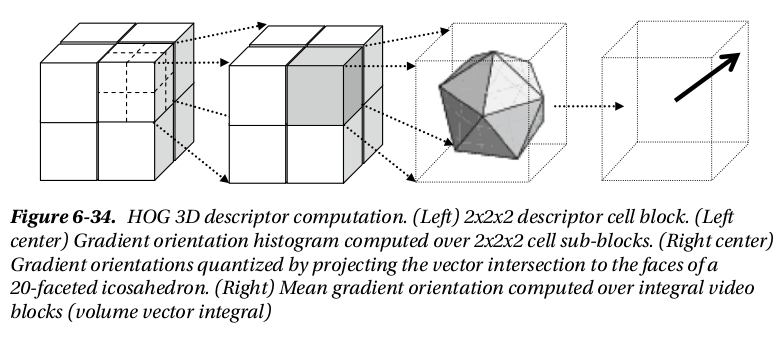 Figure 6-34. HOG 3D descriptor computation. (Left) 2x2x2 descriptor cell block. (Left
center) Gradient orientation histogram computed over 2x2x2 cell sub-blocks. (Right center)
Gradient orientations quantized by projecting the vector intersection to the faces of a
20-faceted icosahedron. (Right) Mean gradient orientation computed over integral video
blocks (volume vector integral)